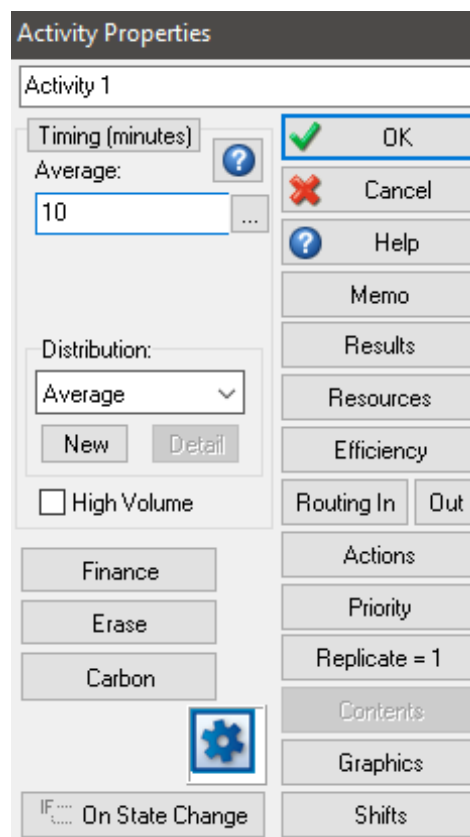 Activity Properties
Activity 1
Timing (minutes)
Average:
10
...
Distribution:
Average
New
Detail
High Volume
Finance
Erase
Carbon
IF On State Change
OK
Cancel
Help
Memo
Results
Resources
Efficiency
Routing In
Out
Actions
Priority
Replicate = 1
Contents
Graphics
Shifts